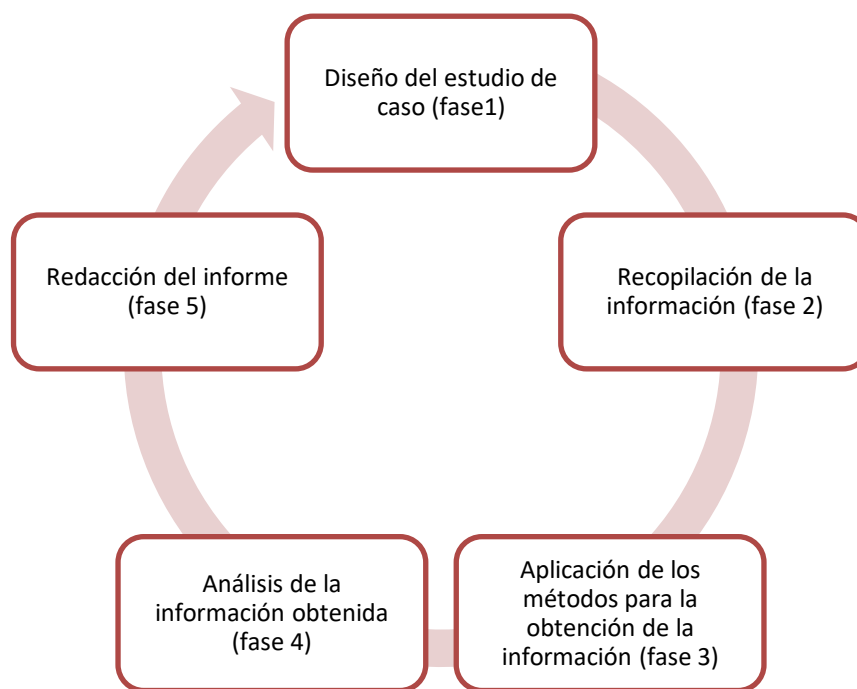 Diseño del estudio de
caso (fase1)
Recopilación de la
información (fase 2)
Aplicación de los
métodos para la
obtención de la
información (fase 3)
Análisis de la
información obtenida
(fase 4)
Redacción del informe
(fase 5)